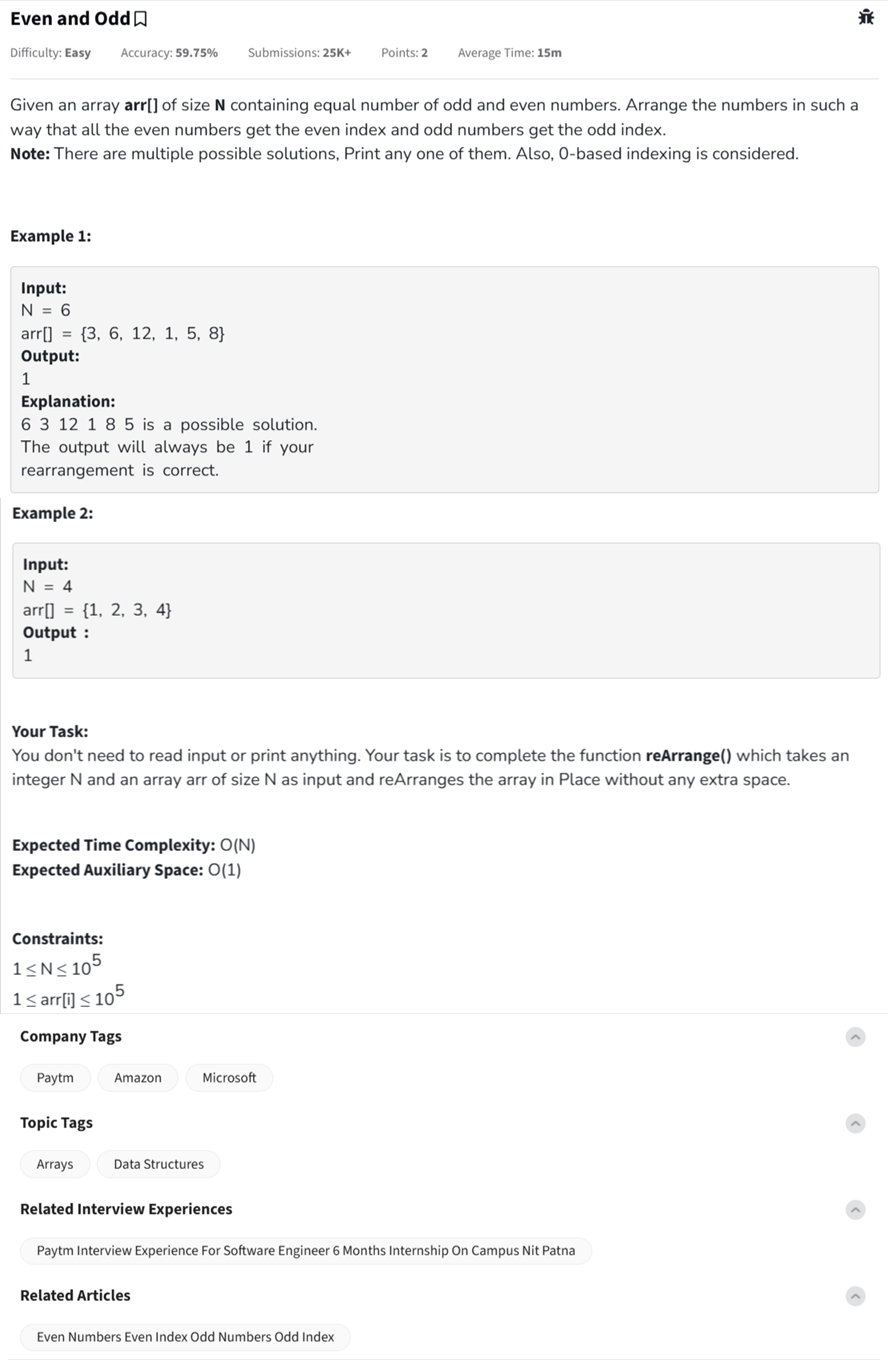 Even and Odd
Difficulty: Easy Accuracy: 59.75% Submissions: 25K+ Points: 2 Average Time: 15m
Given an array arr[] of size N containing equal number of odd and even numbers. Arrange the numbers in such a
way that all the even numbers get the even index and odd numbers get the odd index.
Note: There are multiple possible solutions, Print any one of them. Also, 0-based indexing is considered.
Example 1:
Input:
N = 6
arr[] = {3, 6, 12, 1, 5, 8}
Output:
1
Explanation:
6 3 12 1 8 5 is a possible solution.
The output will always be 1 if your
rearrangement is correct.
Example 2:
Input:
N = 4
arr[] = {1, 2, 3, 4}
Output :
1
Your Task:
You don't need to read input or print anything. Your task is to complete the function reArrange() which takes an
integer N and an array arr of size N as input and reArranges the array in Place without any extra space.
Expected Time Complexity: O(N)
Expected Auxiliary Space: O(1)
Constraints:
1 ≤ N ≤ 10^5
1 ≤ arr[i] ≤ 10^5
Company Tags
Paytm Amazon Microsoft
Topic Tags
Arrays Data Structures
Related Interview Experiences
Paytm Interview Experience For Software Engineer 6 Months Internship On Campus Nit Patna
Related Articles
Even Numbers Even Index Odd Numbers Odd Index